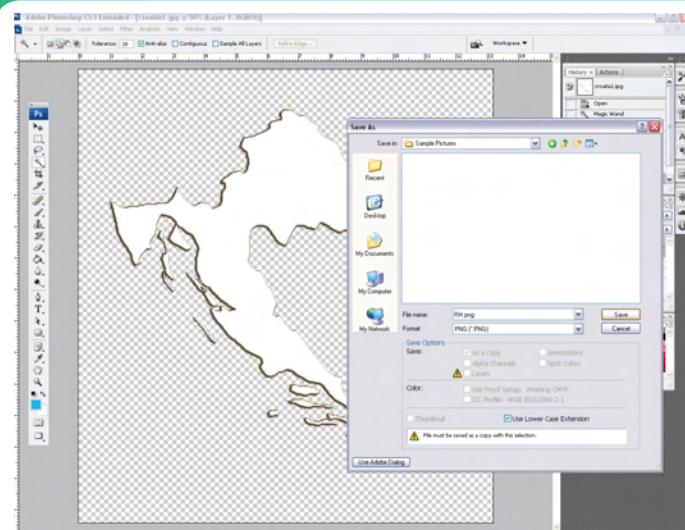 Adobe Photoshop CS3 Extended - [croatia1.jpg @ 50% (Layer 1, RGB/8)]
File Edit Image Layer Select Filter Analysis View Window Help
Tolerance: Anti-alias Contiguous Sample All Layers Refine Edge... Workspace
History × Actions
croatia1.jpg
Open
Magic Wand
Ps
Save As
Save in: Sample Pictures
Recent
Desktop
My Documents
My Computer
My Network
File name: RH.png Save
Format: PNG (*.PNG) Cancel
Save Options
Save: As a Copy Annotations
Alpha Channels Spot Colors
Layers
Color: Use Proof Setup: Working CMYK
ICC Profile: sRGB IEC61966-2.1
Thumbnail Use Lower Case Extension
File must be saved as a copy with this selection.
Use Adobe Dialog